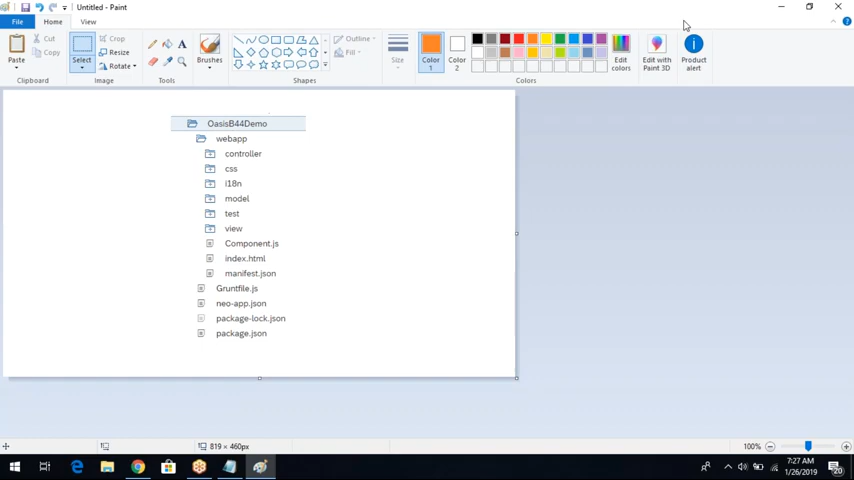 Untitled - Paint
File Home View
Paste
Cut
Copy
Clipboard
Select
Crop
Resize
Rotate
Image
A
Tools
Brushes
Outline
Fill
Shapes
Size
Color 1
Color 2
Edit colors
Colors
Edit with Paint 3D
Product alert
OasisB44Demo
webapp
controller
css
i18n
model
test
view
Component.js
index.html
manifest.json
Gruntfile.js
neo-app.json
package-lock.json
package.json
819 × 460px
100%
7:27 AM
1/26/2019
20